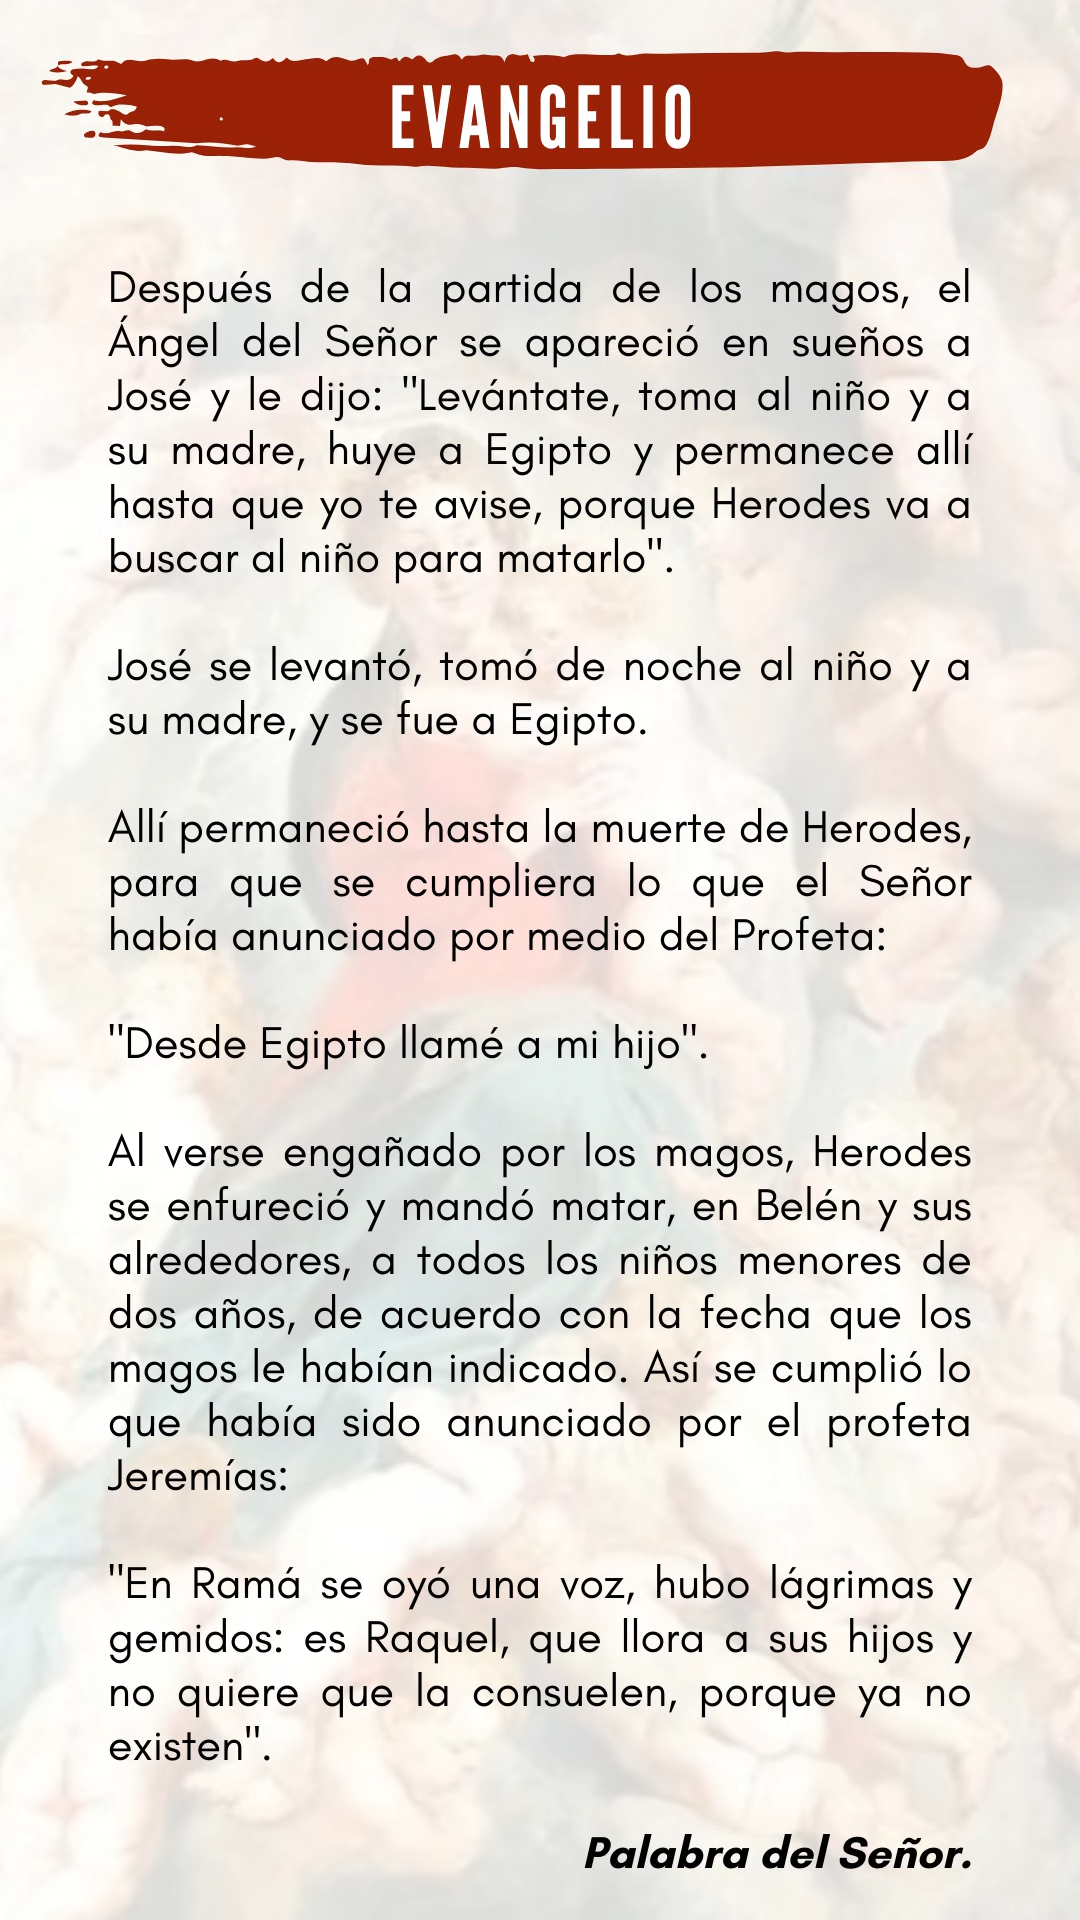 EVANGELIO
Después de la partida de los magos, el
Ángel del Señor se apareció en sueños a
José y le dijo: "Levántate, toma al niño y a
su madre, huye a Egipto y permanece allí
hasta que yo te avise, porque Herodes va a
buscar al niño para matarlo".
José se levantó, tomó de noche al niño y a
su madre, y se fue a Egipto.
Allí permaneció hasta la muerte de Herodes,
para que se cumpliera lo que el Señor
había anunciado por medio del Profeta:
"Desde Egipto llamé a mi hijo".
Al verse engañado por los magos, Herodes
se enfureció y mandó matar, en Belén y sus
alrededores, a todos los niños menores de
dos años, de acuerdo con la fecha que los
magos le habían indicado. Así se cumplió lo
que había sido anunciado por el profeta
Jeremías:
"En Ramá se oyó una voz, hubo lágrimas y
gemidos: es Raquel, que llora a sus hijos y
no quiere que la consuelen, porque ya no
existen".
Palabra del Señor.